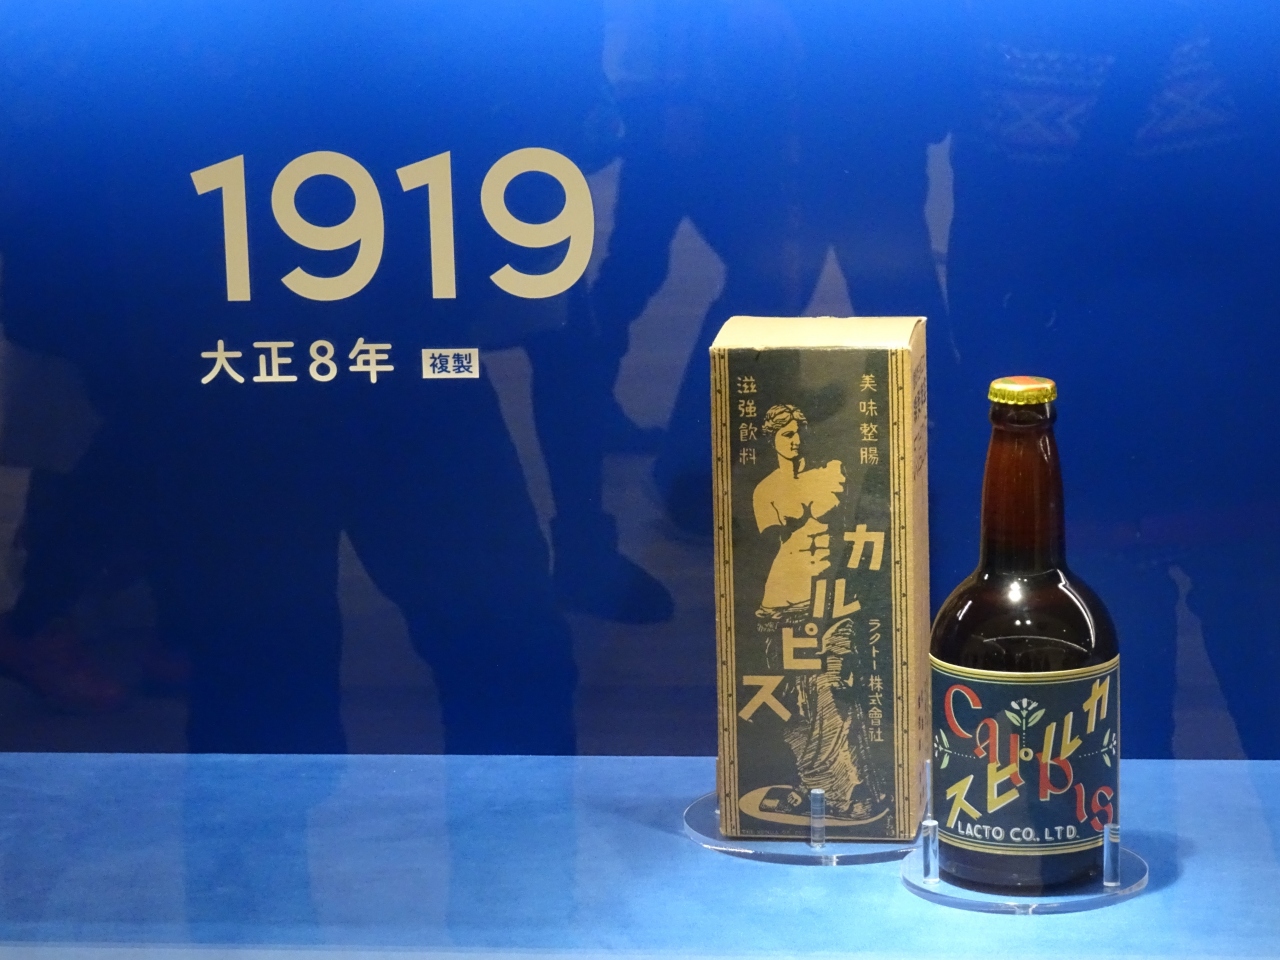 1919
大正8年 複製
美味整腸
滋強飲料
カルピス
ラクトー株式會社
カルピス
CALPIS
LACTO CO., LTD.